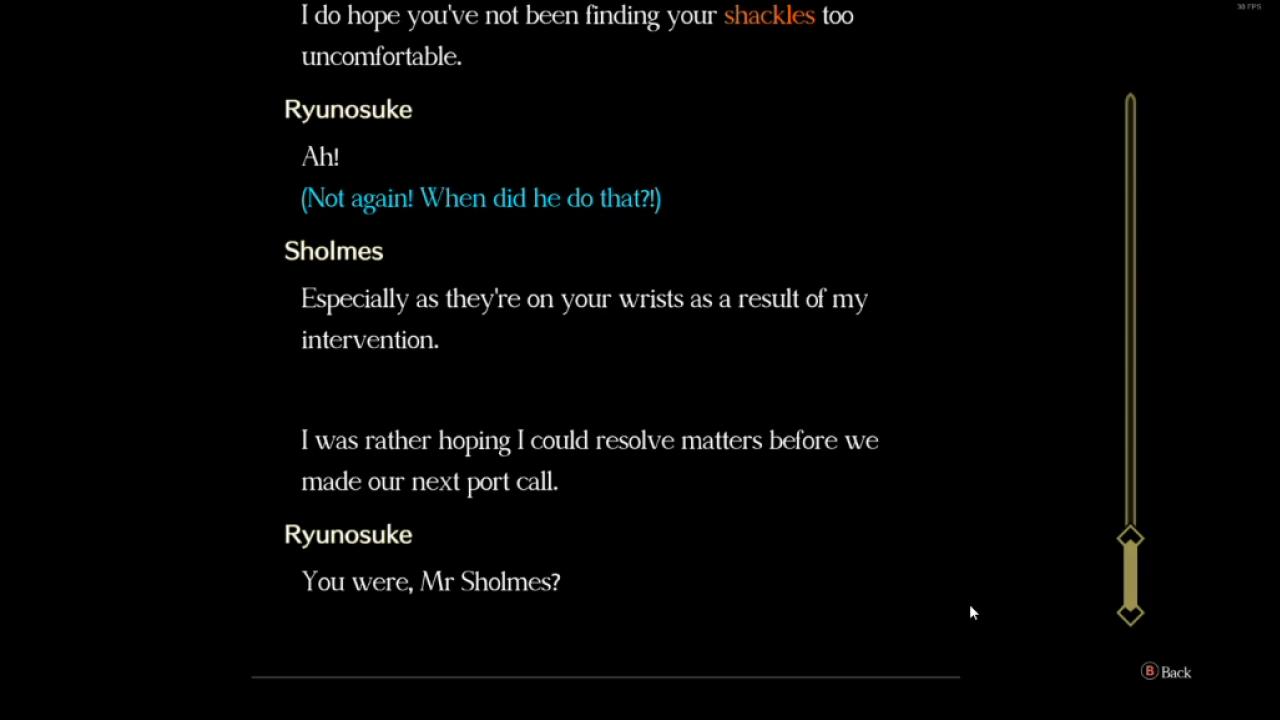 30 FPS
I do hope you've not been finding your shackles too
uncomfortable.
Ryunosuke
Ah!
(Not again! When did he do that?!)
Sholmes
Especially as they're on your wrists as a result of my
intervention.
I was rather hoping I could resolve matters before we
made our next port call.
Ryunosuke
You were, Mr Sholmes?
B Back